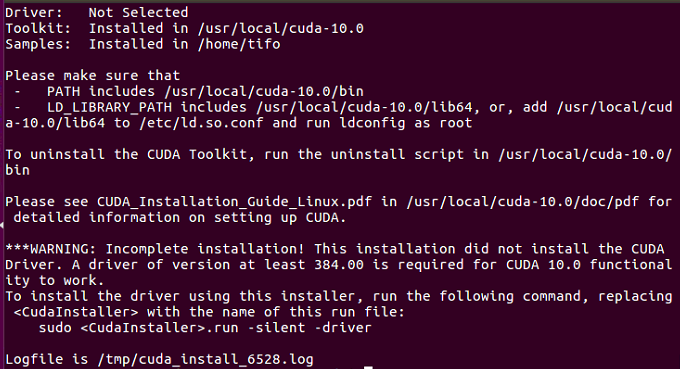 Driver:   Not Selected
Toolkit:  Installed in /usr/local/cuda-10.0
Samples:  Installed in /home/tifo
Please make sure that
 -   PATH includes /usr/local/cuda-10.0/bin
 -   LD_LIBRARY_PATH includes /usr/local/cuda-10.0/lib64, or, add /usr/local/cud
a-10.0/lib64 to /etc/ld.so.conf and run ldconfig as root
To uninstall the CUDA Toolkit, run the uninstall script in /usr/local/cuda-10.0/
bin
Please see CUDA_Installation_Guide_Linux.pdf in /usr/local/cuda-10.0/doc/pdf for
 detailed information on setting up CUDA.
***WARNING: Incomplete installation! This installation did not install the CUDA
Driver. A driver of version at least 384.00 is required for CUDA 10.0 functional
ity to work.
To install the driver using this installer, run the following command, replacing
 <CudaInstaller> with the name of this run file:
    sudo <CudaInstaller>.run -silent -driver
Logfile is /tmp/cuda_install_6528.log